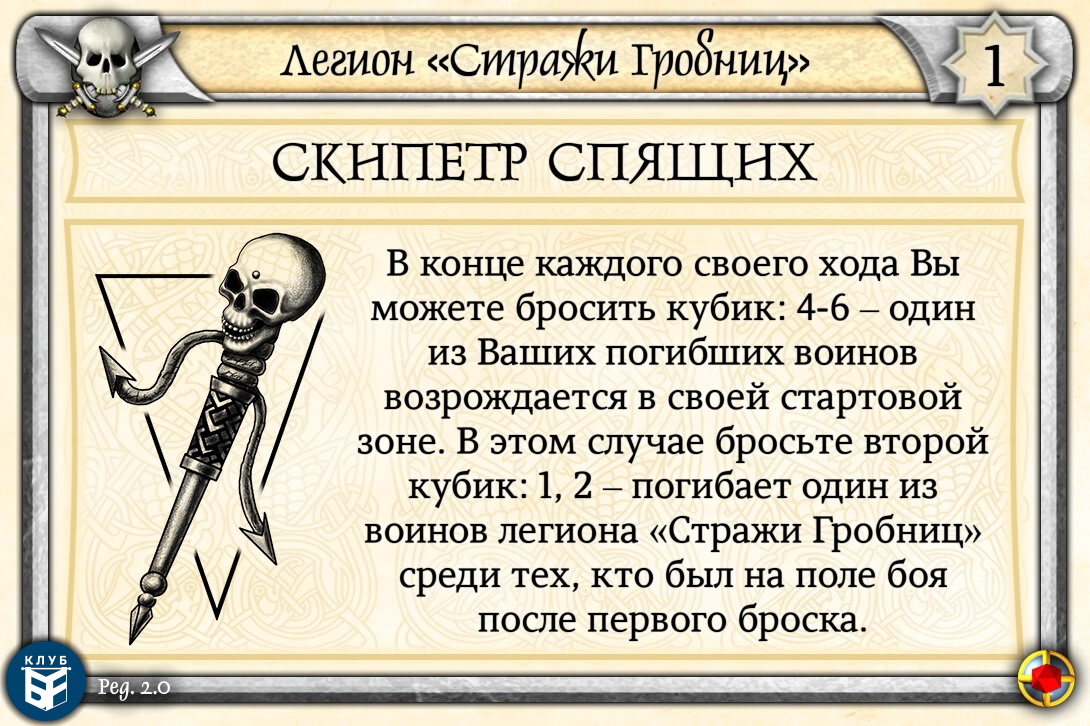 Легион «Стражи Гробниц»
1
СКИПЕТР СПЯЩИХ
В конце каждого своего хода Вы
можете бросить кубик: 4-6 – один
из Ваших погибших воинов
возрождается в своей стартовой
зоне. В этом случае бросьте второй
кубик: 1, 2 – погибает один из
воинов легиона «Стражи Гробниц»
среди тех, кто был на поле боя
после первого броска.
КЛУБ
Ред. 2.0